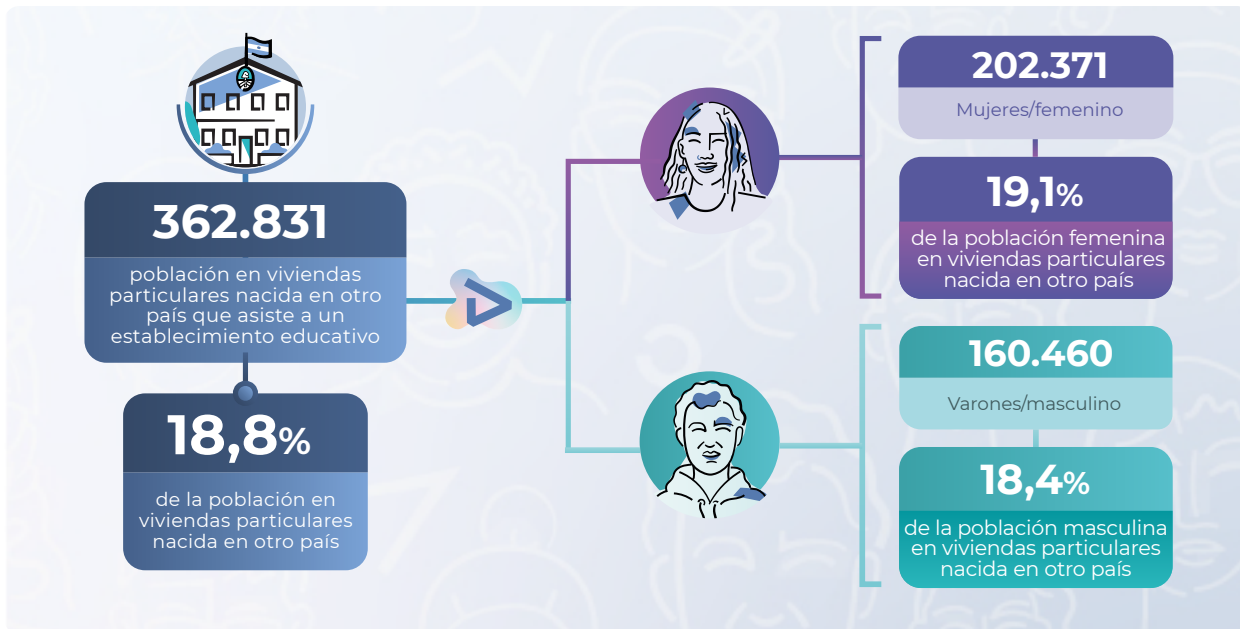 362.831
población en viviendas
particulares nacida en otro
país que asiste a un
establecimiento educativo
18,8%
de la población en
viviendas particulares
nacida en otro país
202.371
Mujeres/femenino
19,1%
de la población femenina
en viviendas particulares
nacida en otro país
160.460
Varones/masculino
18,4%
de la población masculina
en viviendas particulares
nacida en otro país